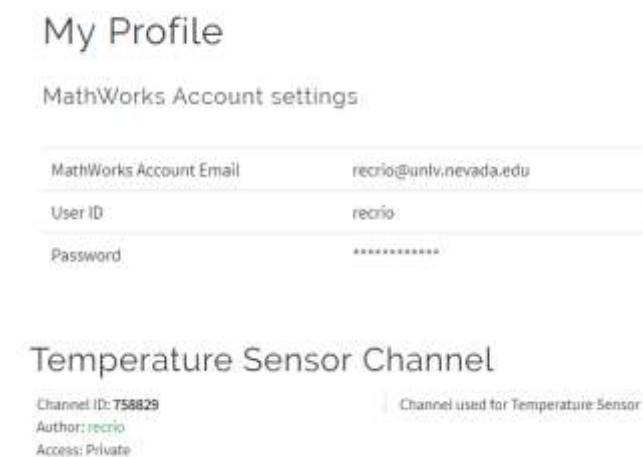 My Profile
MathWorks Account settings
MathWorks Account Email recrio@unlv.nevada.edu
User ID recrio
Password ************
Temperature Sensor Channel
Channel ID: 758829 Channel used for Temperature Sensor
Author: recrio
Access: Private